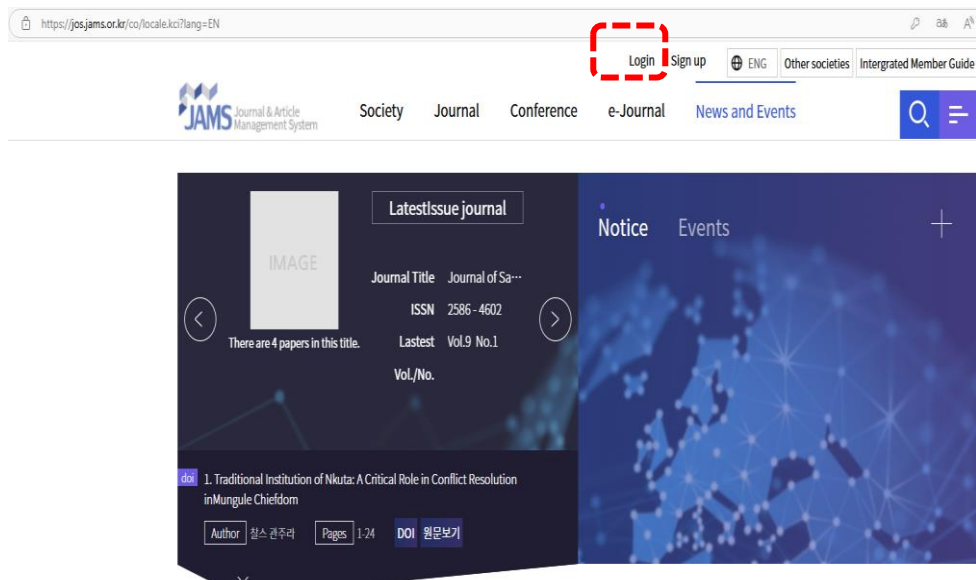 https://jos.jams.or.kr/co/locale.kci?lang=EN
Login Sign up ENG Other societies Intergrated Member Guide
JAMS Journal & Article
Management System
Society Journal Conference e-Journal News and Events
LatestIssue journal
Notice Events
IMAGE
Journal Title Journal of Sa···
ISSN 2586 - 4602
There are 4 papers in this title.
Lastest Vol.9 No.1
Vol./No.
doi 1. Traditional Institution of Nkuta: A Critical Role in Conflict Resolution
inMungule Chiefdom
Author 찰스 관주라 Pages 1-24 DOI 원문보기